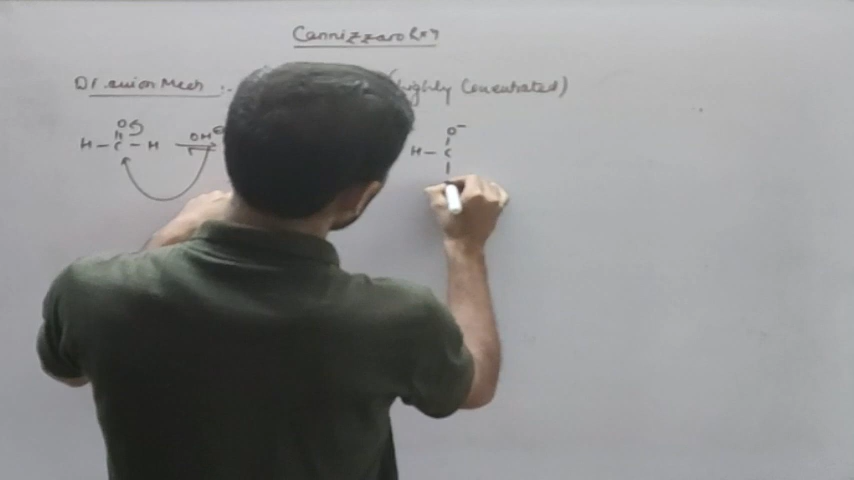 Cannizzaro Rxn
Di.anion Mech :- (highly Concentrated)
O O⁻
H – C – H OH⊖ H – C